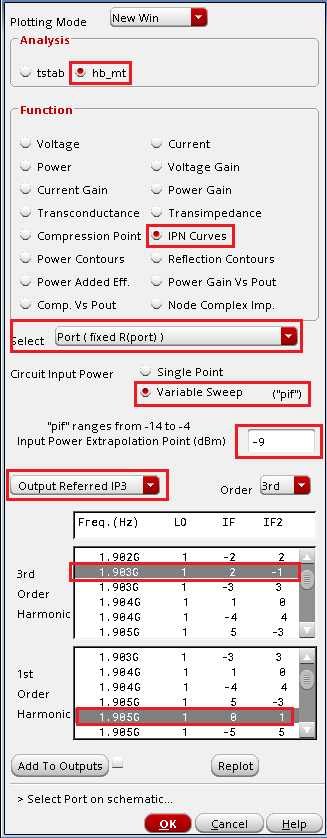 Plotting Mode New Win
Analysis
tstab hb_mt
Function
Voltage Current
Power Voltage Gain
Current Gain Power Gain
Transconductance Transimpedance
Compression Point IPN Curves
Power Contours Reflection Contours
Power Added Eff. Power Gain Vs Pout
Comp. Vs Pout Node Complex Imp.
Select Port ( fixed R(port) )
Circuit Input Power Single Point
Variable Sweep ("pif")
"pif" ranges from -14 to -4
Input Power Extrapolation Point (dBm) -9
Output Referred IP3 Order 3rd
Freq.(Hz) LO IF IF2
3rd Order Harmonic
1.902G 1 -2 2
1.903G 1 2 -1
1.903G 1 -3 3
1.904G 1 1 0
1.904G 1 -4 4
1.905G 1 5 -3
1st Order Harmonic
1.903G 1 -3 3
1.904G 1 1 0
1.904G 1 -4 4
1.905G 1 5 -3
1.905G 1 0 1
1.905G 1 -5 5
Add To Outputs Replot
> Select Port on schematic...
OK Cancel Help